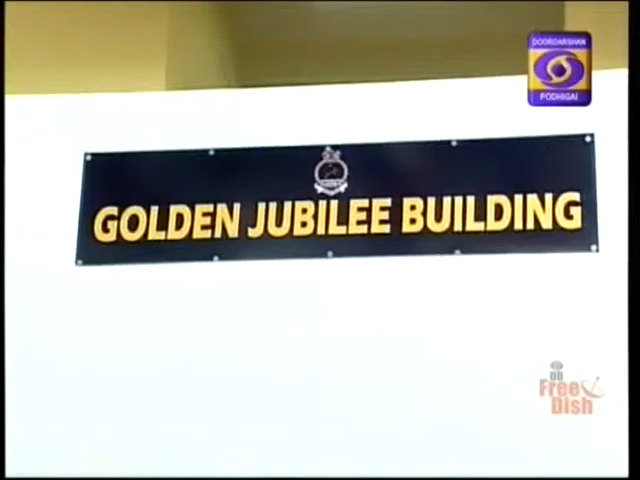 DOORDARSHAN
PODHIGAI
GOLDEN JUBILEE BUILDING
DD
Free
Dish